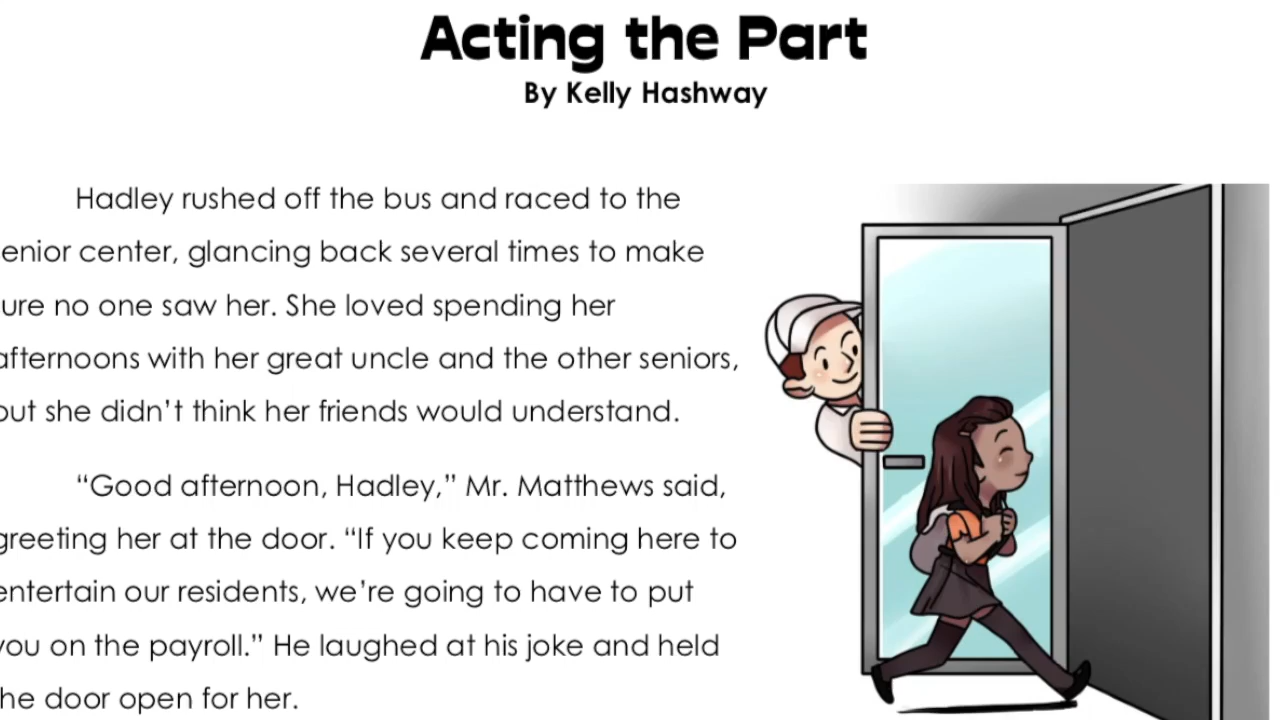 Acting the Part
By Kelly Hashway
Hadley rushed off the bus and raced to the
enior center, glancing back several times to make
ure no one saw her. She loved spending her
afternoons with her great uncle and the other seniors,
but she didn’t think her friends would understand.
“Good afternoon, Hadley,” Mr. Matthews said,
greeting her at the door. “If you keep coming here to
entertain our residents, we’re going to have to put
you on the payroll.” He laughed at his joke and held
he door open for her.